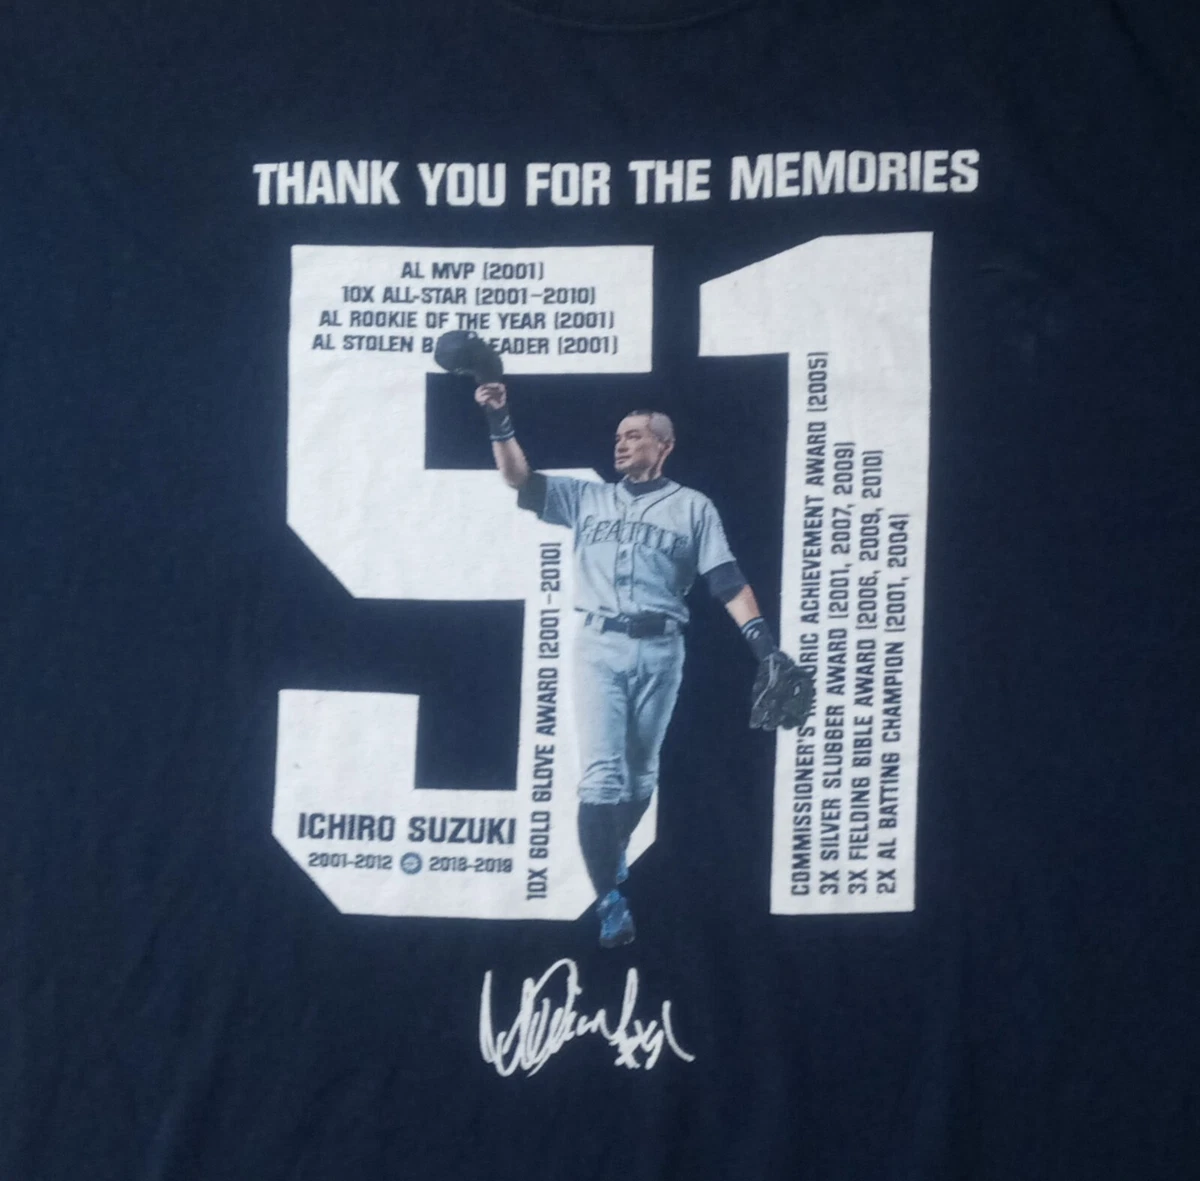 THANK YOU FOR THE MEMORIES
51
AL MVP (2001)
10X ALL-STAR (2001-2010)
AL ROOKIE OF THE YEAR (2001)
AL STOLEN LEADER (2001)
SEATTLE
10X GOLD GLOVE AWARD (2001-2010)
ICHIRO SUZUKI
2001-2012 2018-2019
COMMISSIONER'S HISTORIC ACHIEVEMENT AWARD (2005)
3X SILVER SLUGGER AWARD (2001, 2007, 2009)
3X FIELDING BIBLE AWARD (2006, 2009, 2010)
2X AL BATTING CHAMPION (2001, 2004)
#51